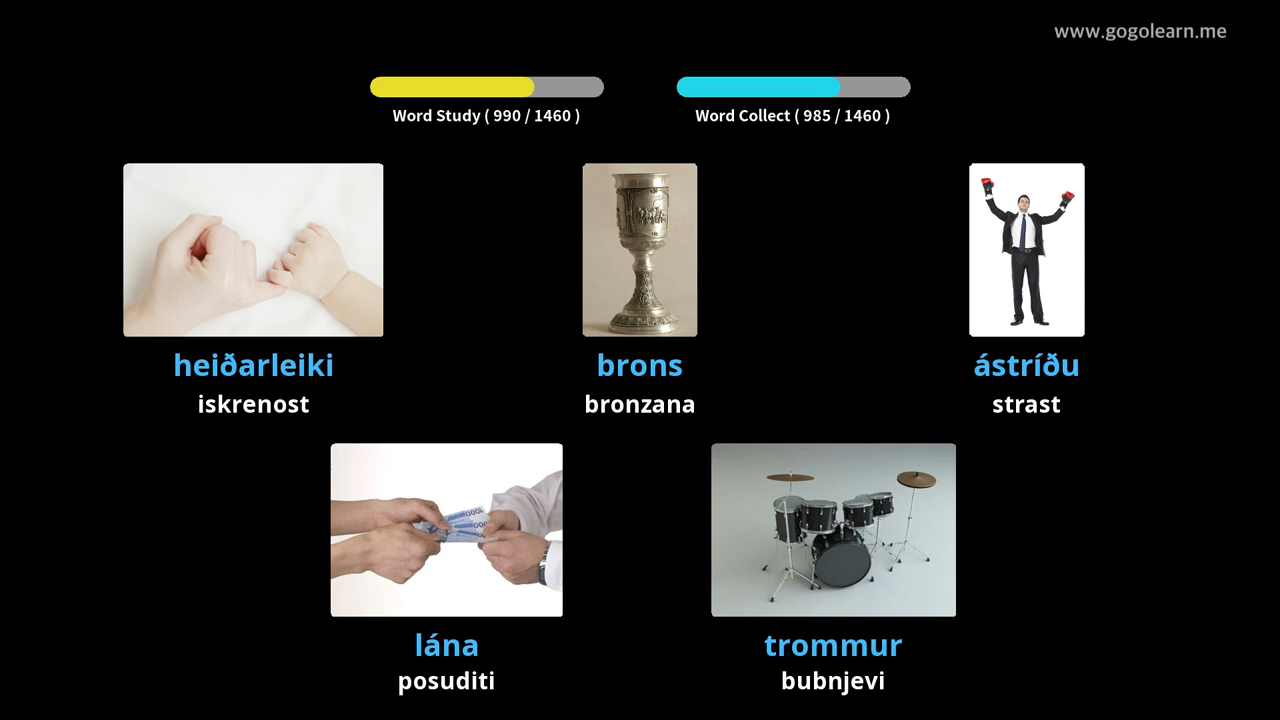 www.gogolearn.me
Word Study ( 990 / 1460 )
Word Collect ( 985 / 1460 )
heiðarleiki
iskrenost
brons
bronzana
ástríðu
strast
1000
lána
posuditi
trommur
bubnjevi